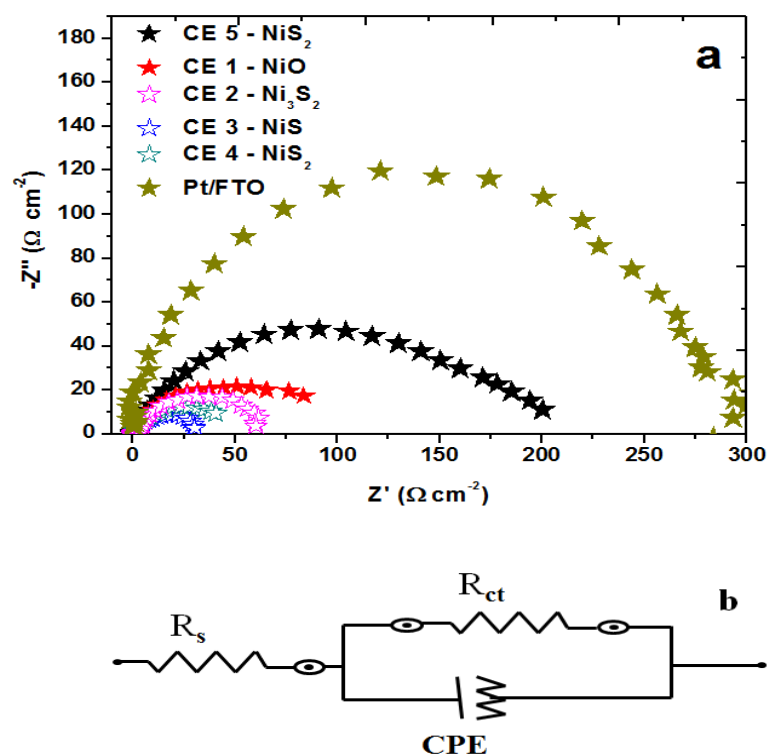 180
160
140
120
100
80
60
40
20
0
-Z" (Ω cm⁻²)
CE 5 - NiS₂
CE 1 - NiO
CE 2 - Ni₃S₂
CE 3 - NiS
CE 4 - NiS₂
Pt/FTO
a
0 50 100 150 200 250 300
Z' (Ω cm⁻²)
b
Rct
Rs
CPE